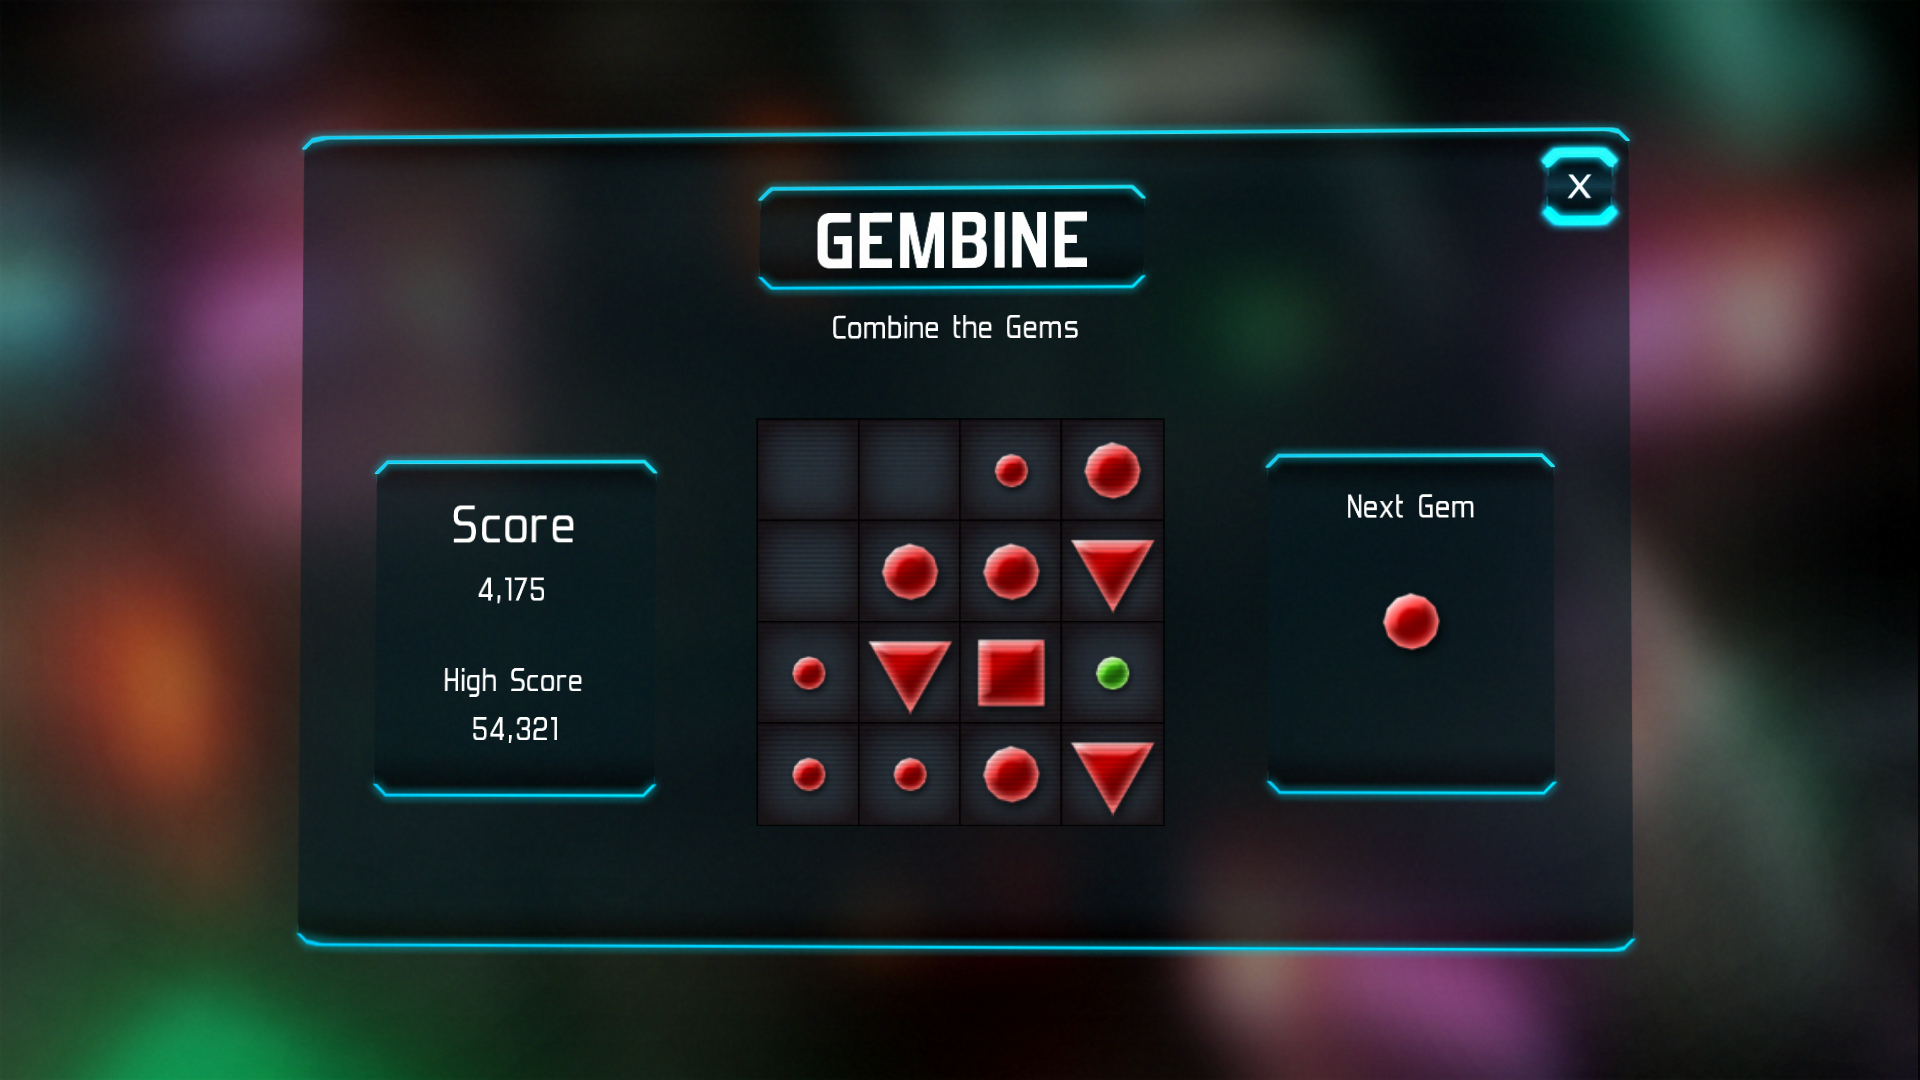 X
GEMBINE
Combine the Gems
Score
4,175
High Score
54,321
Next Gem